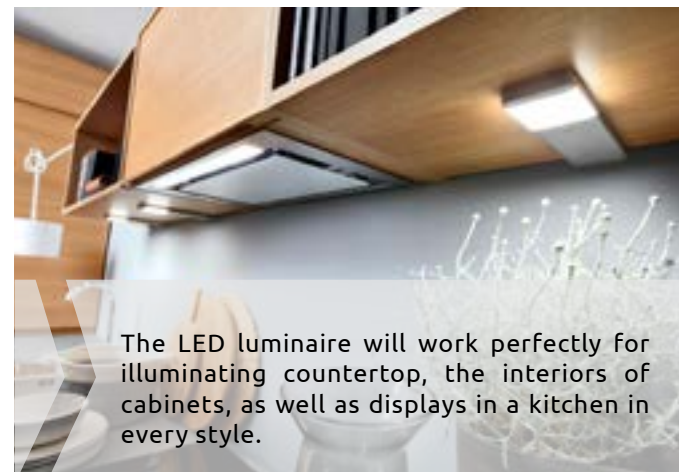 The LED luminaire will work perfectly for
illuminating countertop, the interiors of
cabinets, as well as displays in a kitchen in
every style.